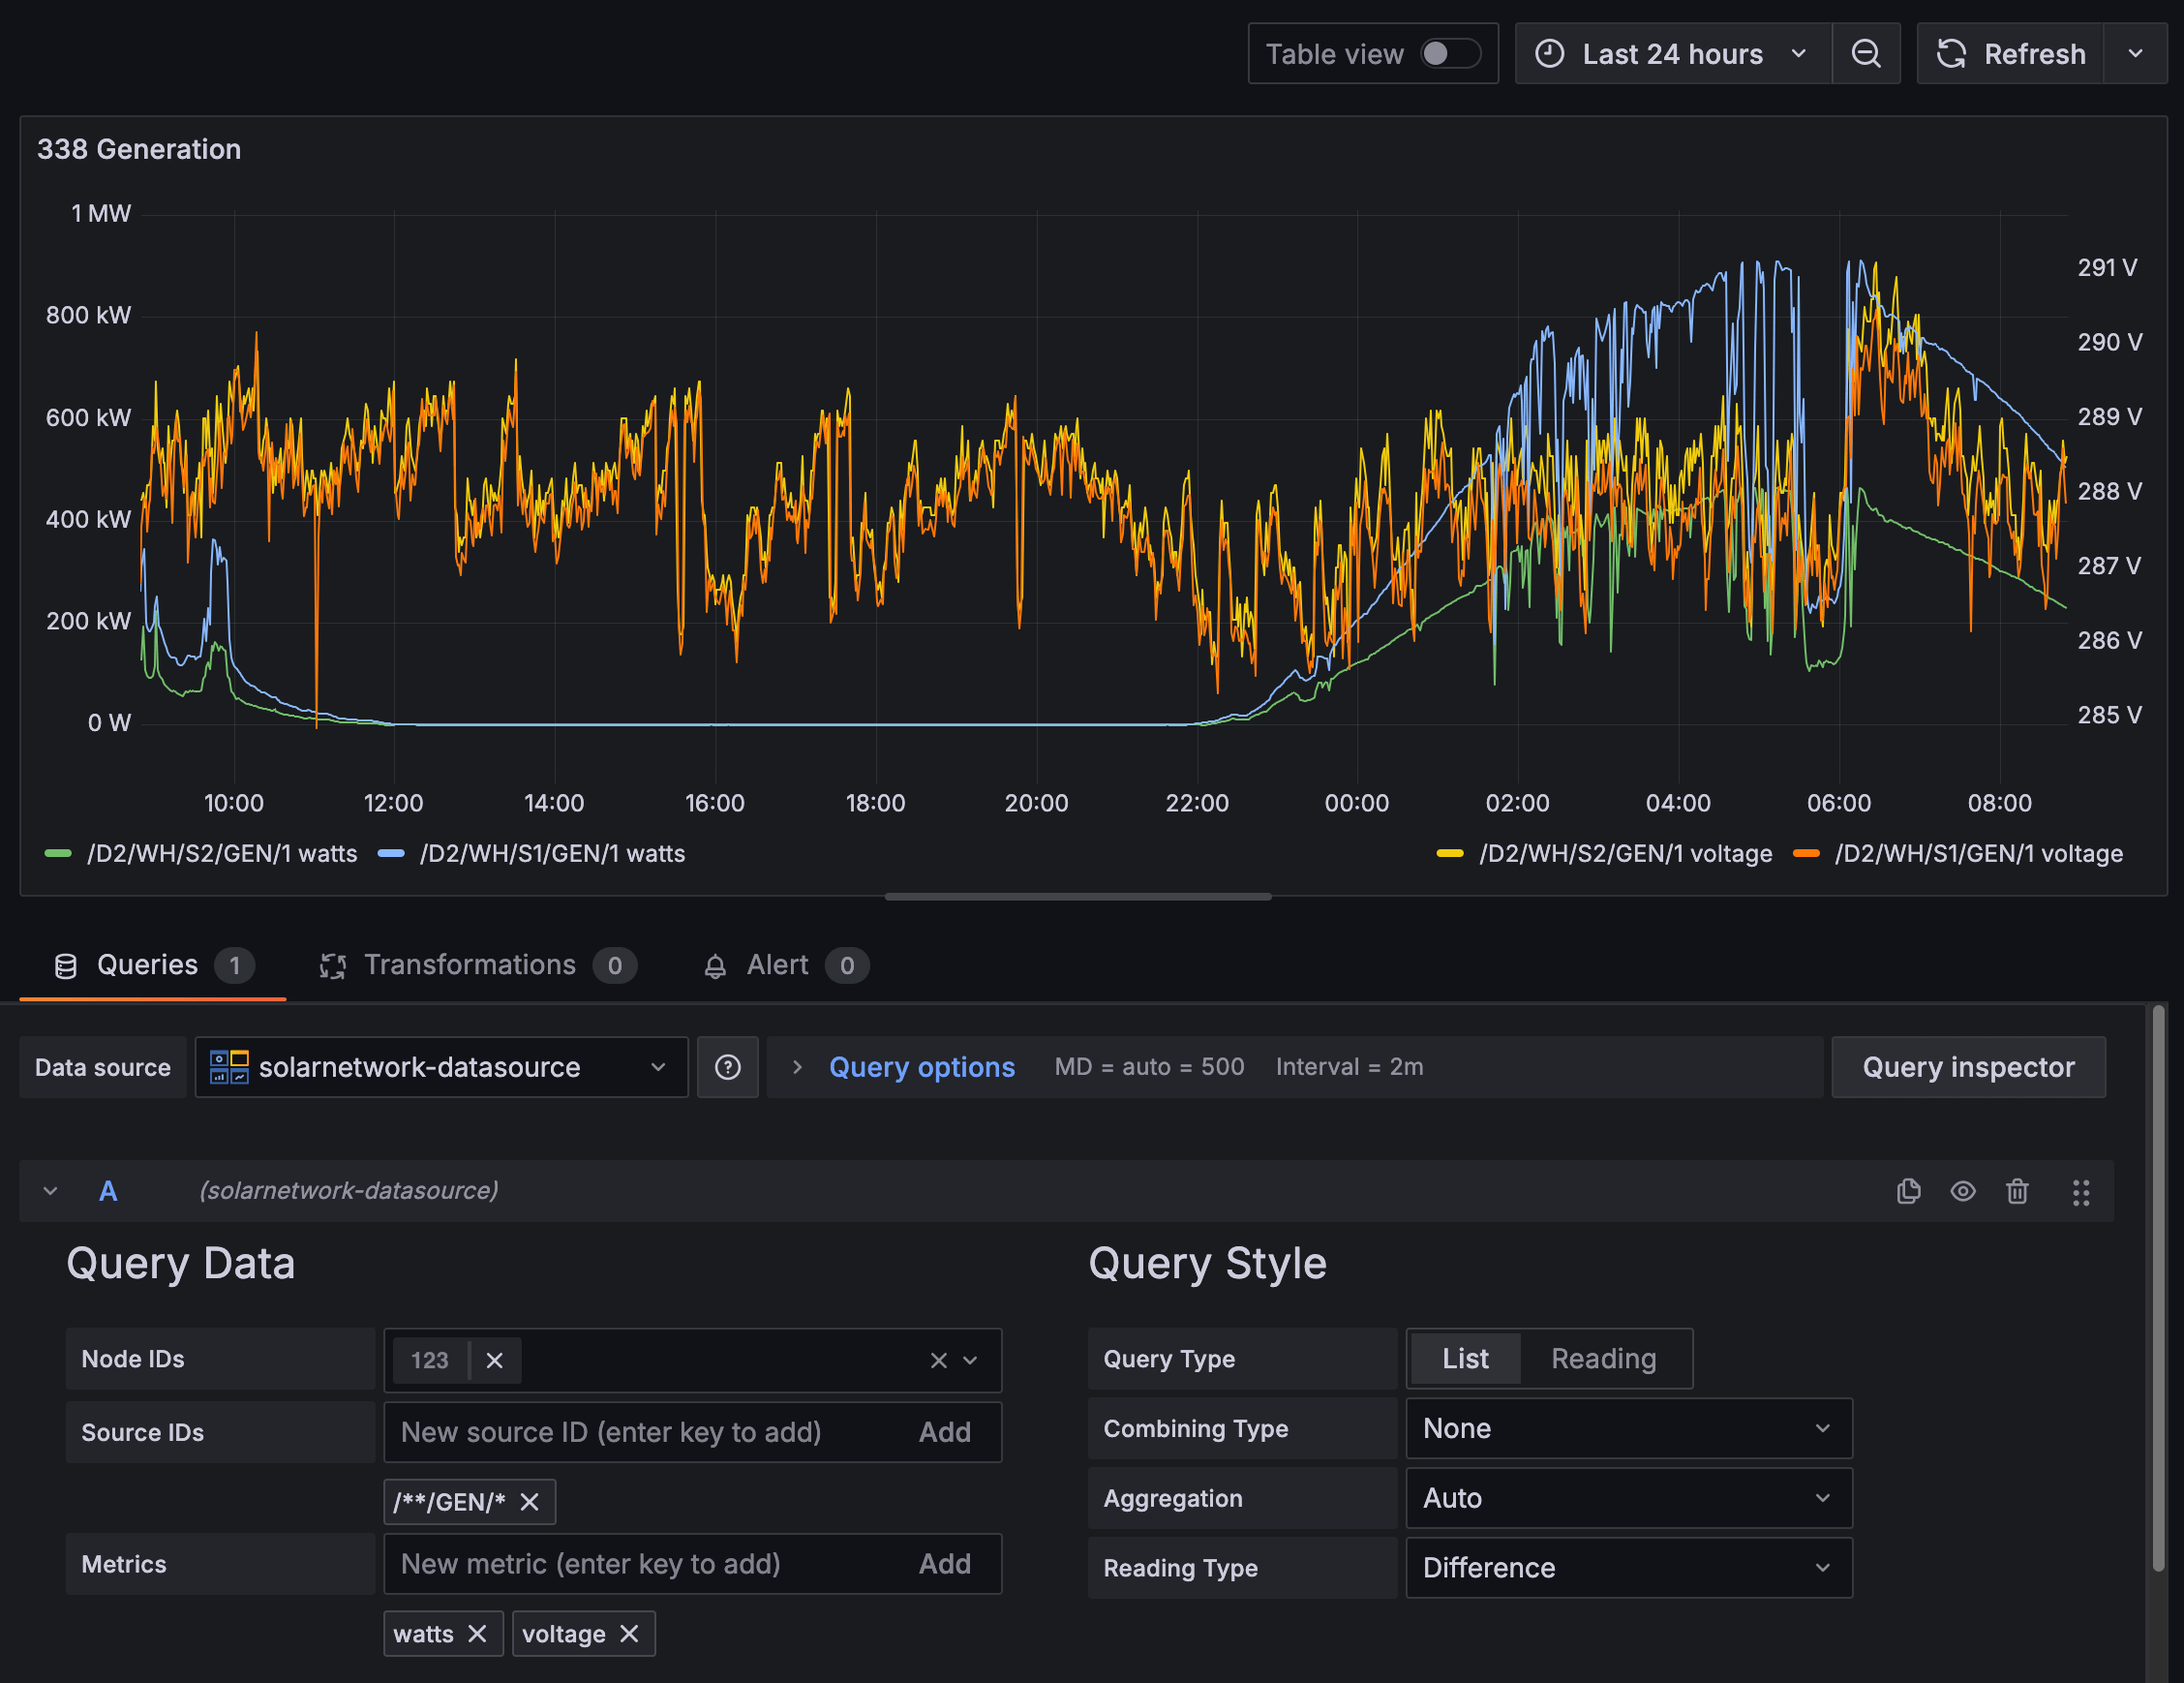 Table view Last 24 hours Refresh
338 Generation
1 MW
800 kW
600 kW
400 kW
200 kW
0 W
291 V
290 V
289 V
288 V
287 V
286 V
285 V
10:00 12:00 14:00 16:00 18:00 20:00 22:00 00:00 02:00 04:00 06:00 08:00
/D2/WH/S2/GEN/1 watts /D2/WH/S1/GEN/1 watts /D2/WH/S2/GEN/1 voltage /D2/WH/S1/GEN/1 voltage
Queries 1 Transformations 0 Alert 0
Data source solarnetwork-datasource Query options MD = auto = 500 Interval = 2m Query inspector
A (solarnetwork-datasource)
Query Data
Node IDs 123
Source IDs New source ID (enter key to add) Add
/**/GEN/*
Metrics New metric (enter key to add) Add
watts voltage
Query Style
Query Type List Reading
Combining Type None
Aggregation Auto
Reading Type Difference